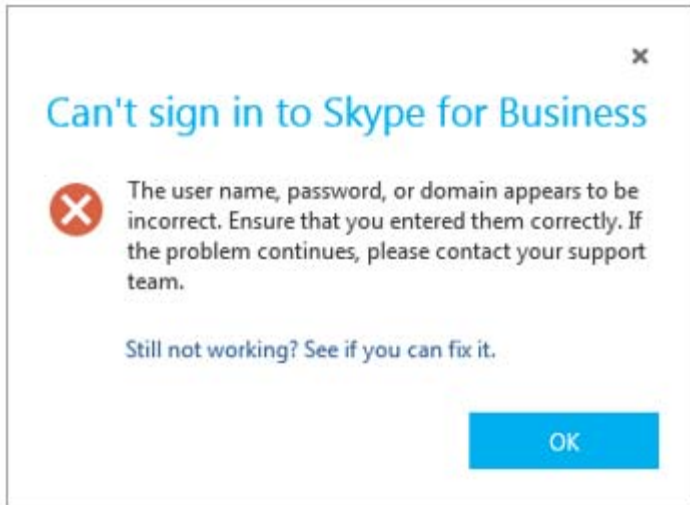 Can't sign in to Skype for Business
The user name, password, or domain appears to be
incorrect. Ensure that you entered them correctly. If
the problem continues, please contact your support
team.
Still not working? See if you can fix it.
OK